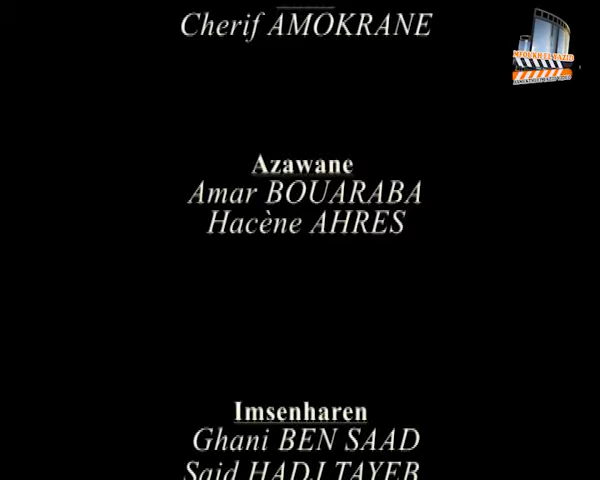 Cherif AMOKRANE
Azawane
Amar BOUARABA
Hacène AHRES
Imsenharen
Ghani BEN SAAD
Said HADJ TAYEB